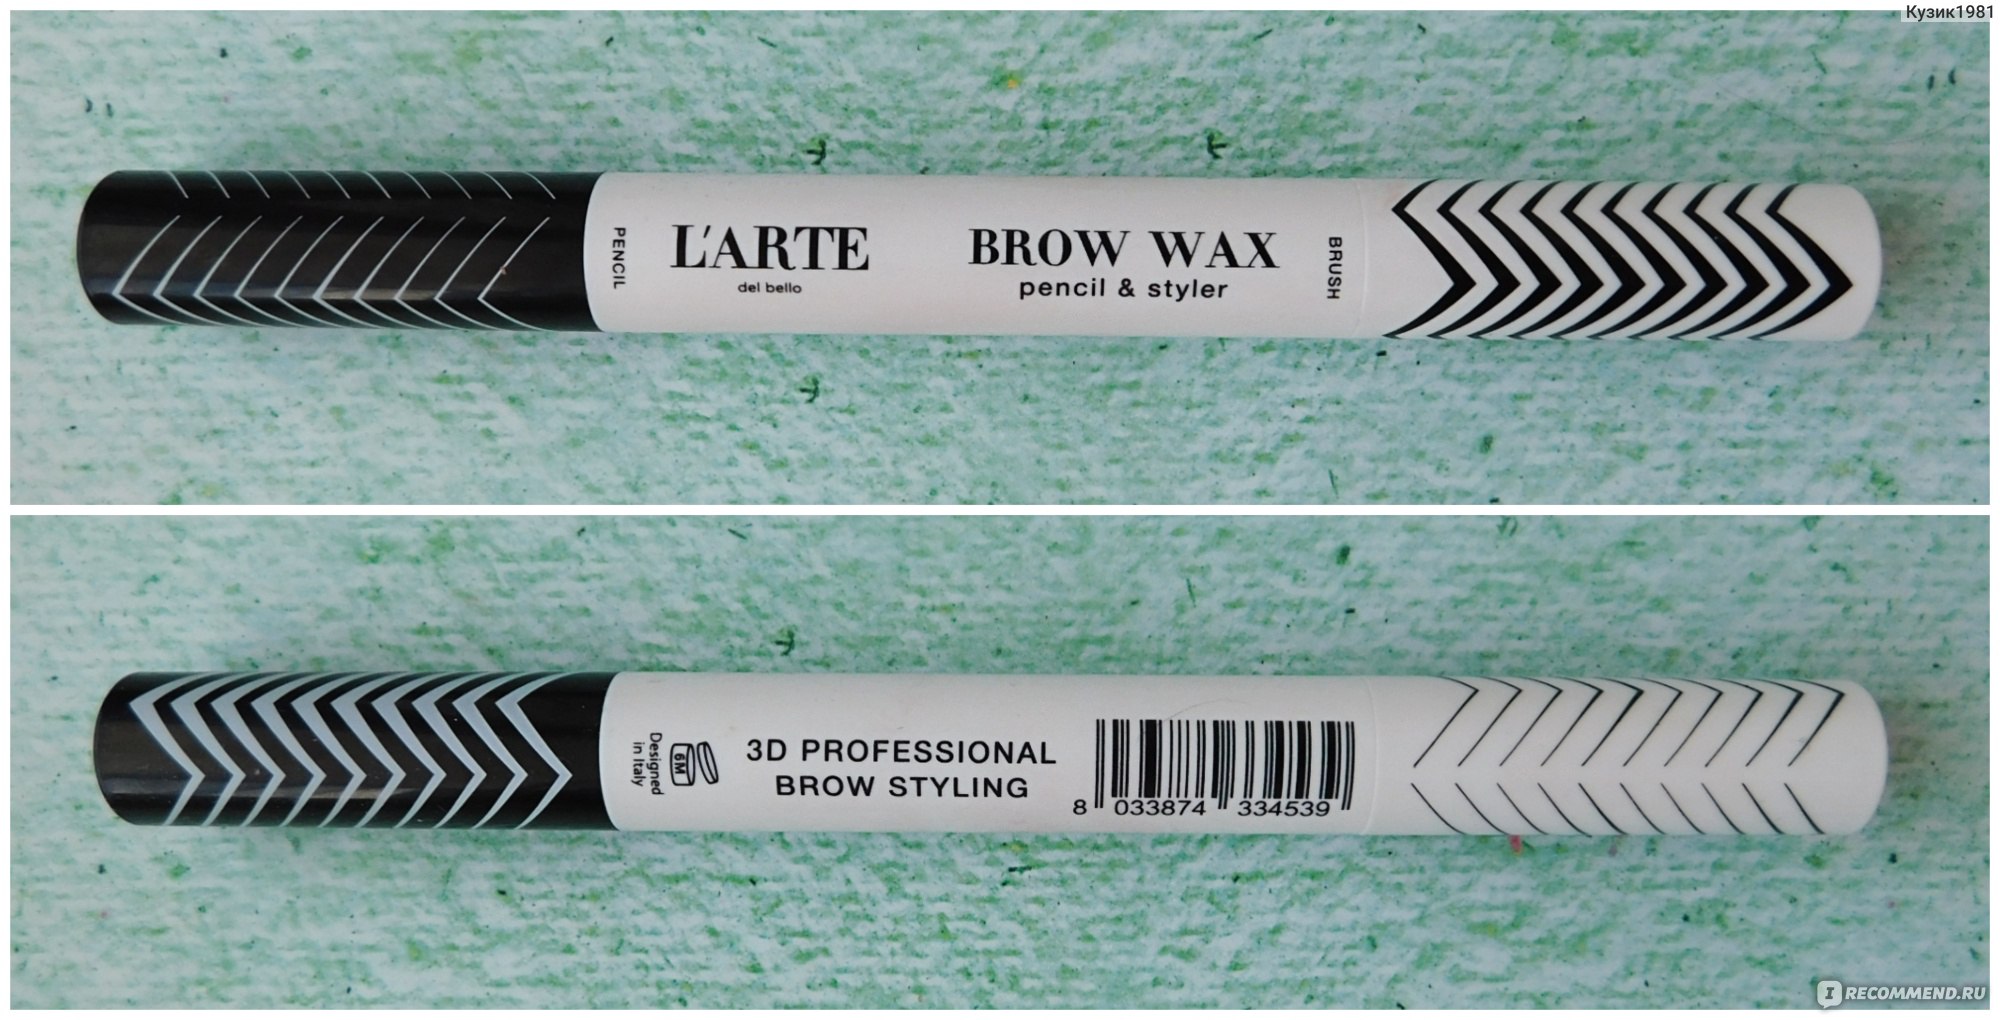 Кузик1981
PENCIL
L'ARTE
del bello
BROW WAX
pencil & styler
BRUSH
Designed
in Italy
6M
3D PROFESSIONAL
BROW STYLING
8 033874 334539
IRECOMMEND.RU